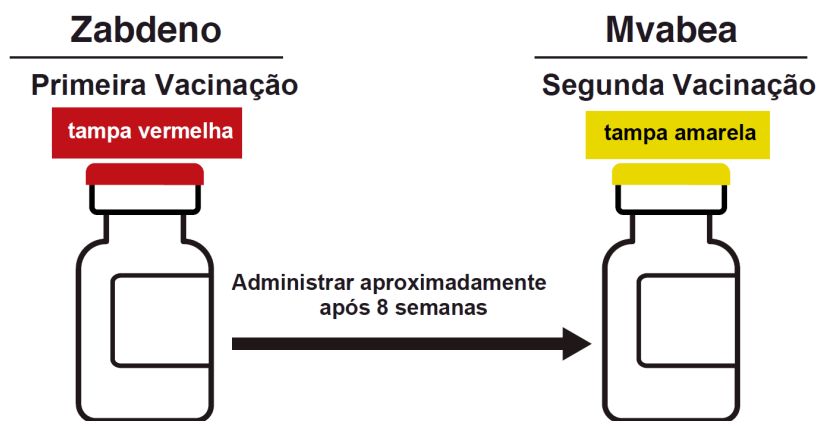 Zabdeno
Primeira Vacinação
tampa vermelha
Administrar aproximadamente
após 8 semanas
Mvabea
Segunda Vacinação
tampa amarela